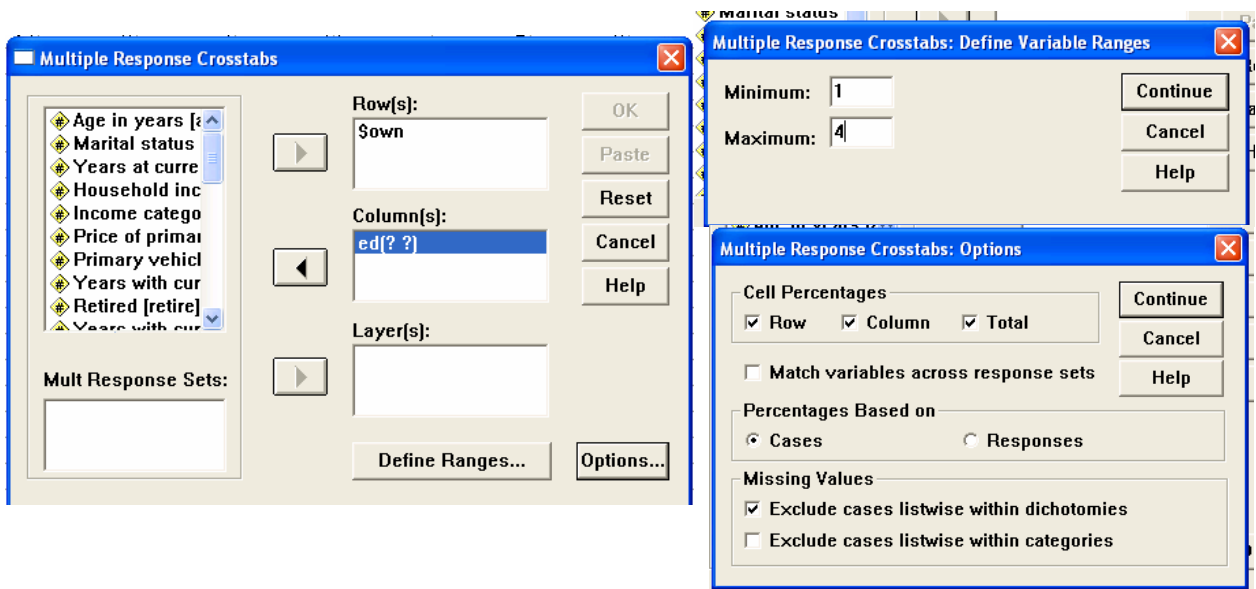 Multiple Response Crosstabs
Age in years [a
Marital status
Years at curre
Household inc
Income catego
Price of primar
Primary vehicl
Years with cur
Retired [retire]
Years with cur
Mult Response Sets:
Row(s):
$own
Column(s):
ed(? ?)
Layer(s):
Define Ranges...
OK
Paste
Reset
Cancel
Help
Options...
Marital status
Multiple Response Crosstabs: Define Variable Ranges
Minimum: 1
Maximum: 4
Continue
Cancel
Help
Multiple Response Crosstabs: Options
Cell Percentages
Row Column Total
Match variables across response sets
Percentages Based on
Cases Responses
Missing Values
Exclude cases listwise within dichotomies
Exclude cases listwise within categories
Continue
Cancel
Help